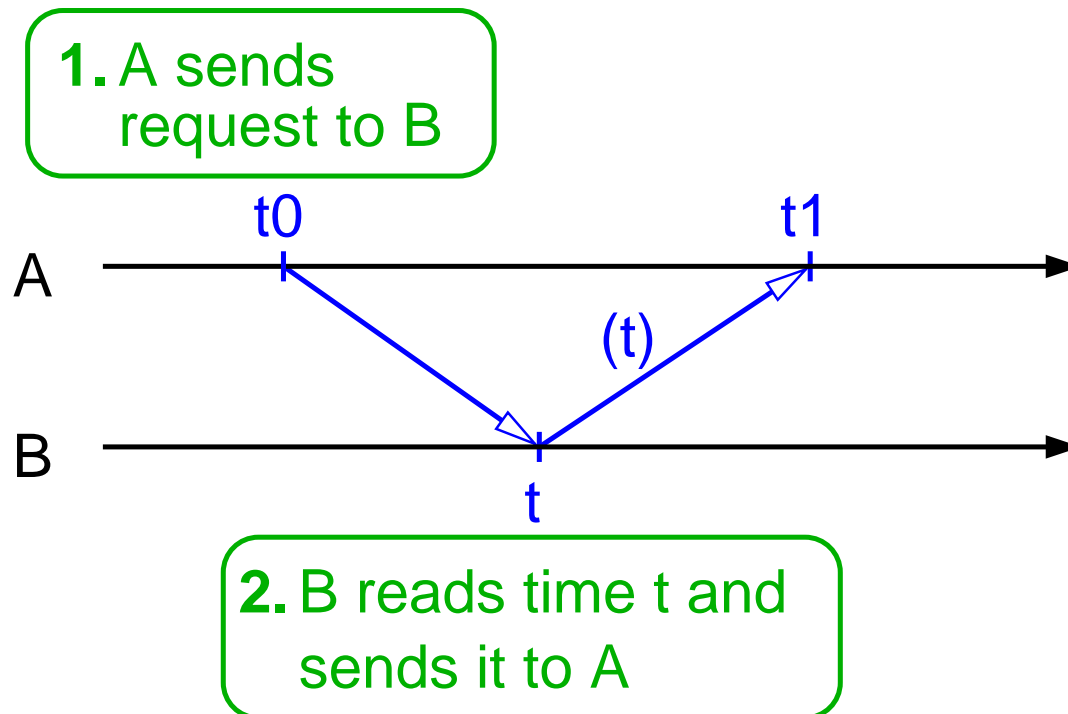 1. A sends
request to B
t0 t1
A
(t)
B
t
2. B reads time t and
sends it to A